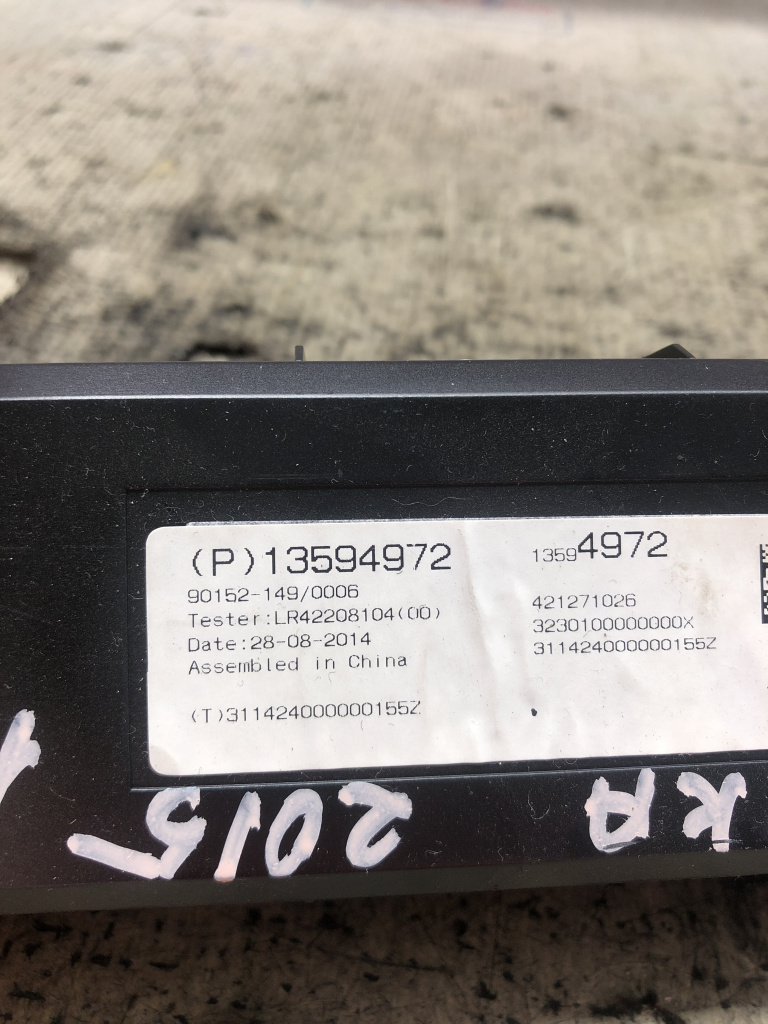 (P)13594972
90152-149/0006
Tester:LR42208104(00)
Date:28-08-2014
Assembled in China
(T)311424000000155Z
13594972
421271026
3230100000000X
311424000000155Z
2015